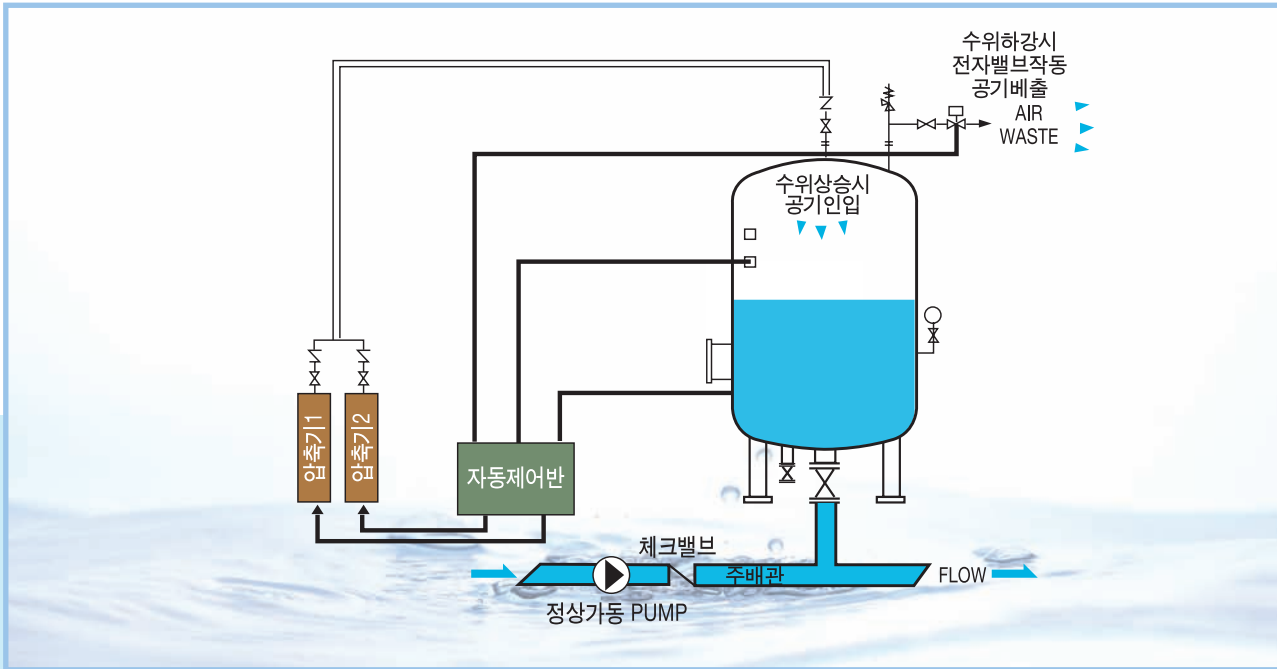 수위하강시
전자밸브작동
공기베출
AIR
WASTE
수위상승시
공기인입
압축기1
압축기2
자동제어반
체크밸브
주배관
FLOW
정상가동 PUMP